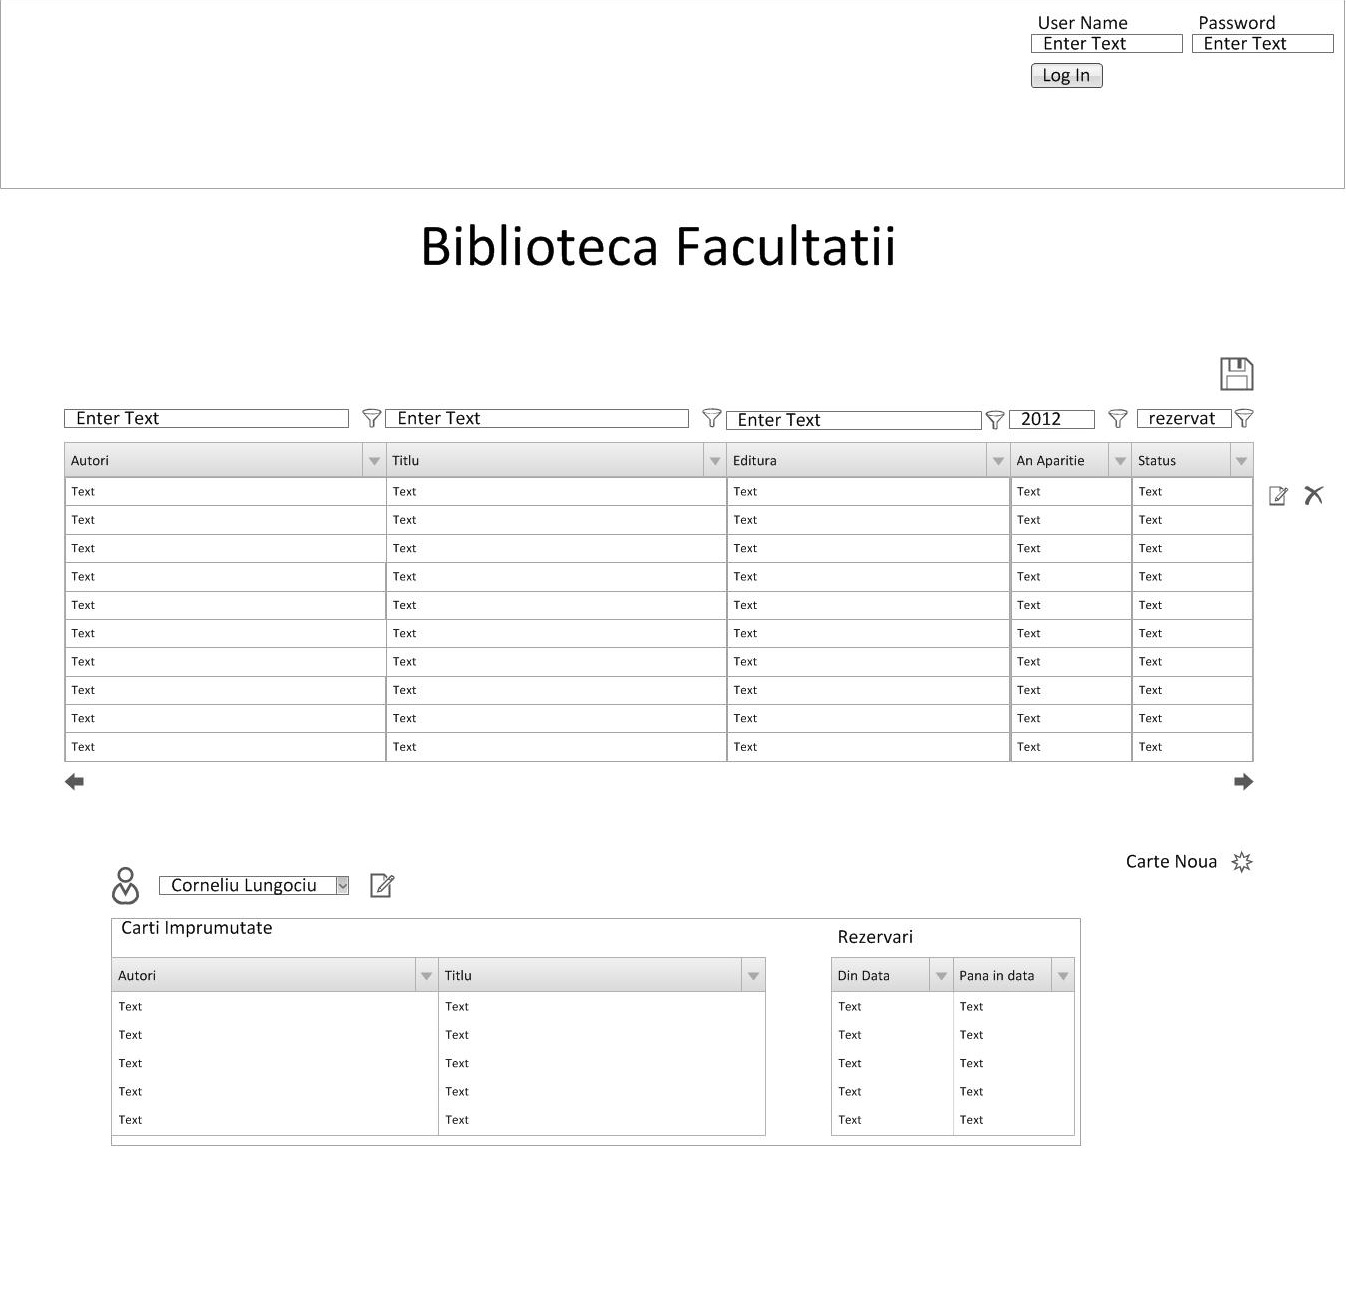 User Name Password
Enter Text Enter Text
Log In
Biblioteca Facultatii
Enter Text Enter Text Enter Text 2012 rezervat
Autori Titlu Editura An Aparitie Status
Text Text Text Text Text
Text Text Text Text Text
Text Text Text Text Text
Text Text Text Text Text
Text Text Text Text Text
Text Text Text Text Text
Text Text Text Text Text
Text Text Text Text Text
Text Text Text Text Text
Text Text Text Text Text
Carte Noua
Corneliu Lungociu
Carti Imprumutate
Rezervari
Autori Titlu Din Data Pana in data
Text Text Text Text
Text Text Text Text
Text Text Text Text
Text Text Text Text
Text Text Text Text